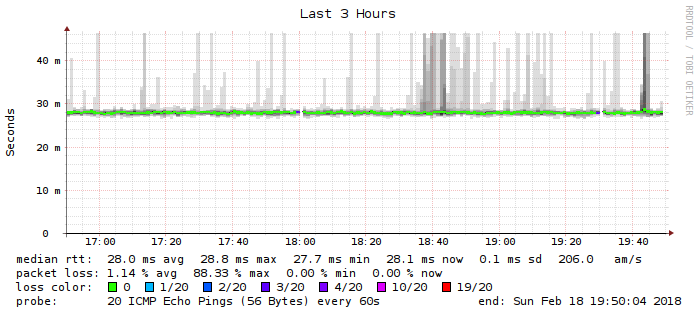 Last 3 Hours
RRDTOOL / TOBI OETIKER
Seconds
40 m
30 m
20 m
10 m
0
17:00 17:20 17:40 18:00 18:20 18:40 19:00 19:20 19:40
median rtt: 28.0 ms avg 28.8 ms max 27.7 ms min 28.1 ms now 0.1 ms sd 206.0 am/s
packet loss: 1.14 % avg 88.33 % max 0.00 % min 0.00 % now
loss color: 0 1/20 2/20 3/20 4/20 10/20 19/20
probe: 20 ICMP Echo Pings (56 Bytes) every 60s end: Sun Feb 18 19:50:04 2018